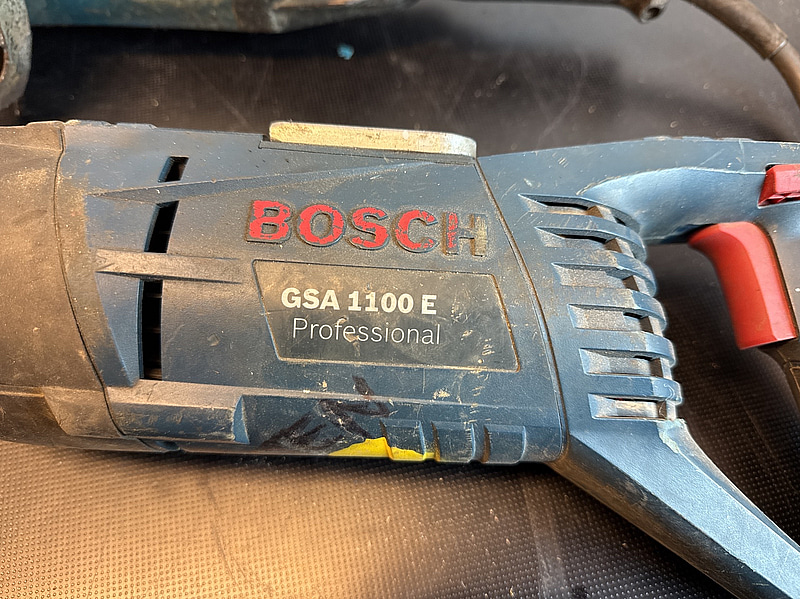 BOSCH
GSA 1100 E
Professional